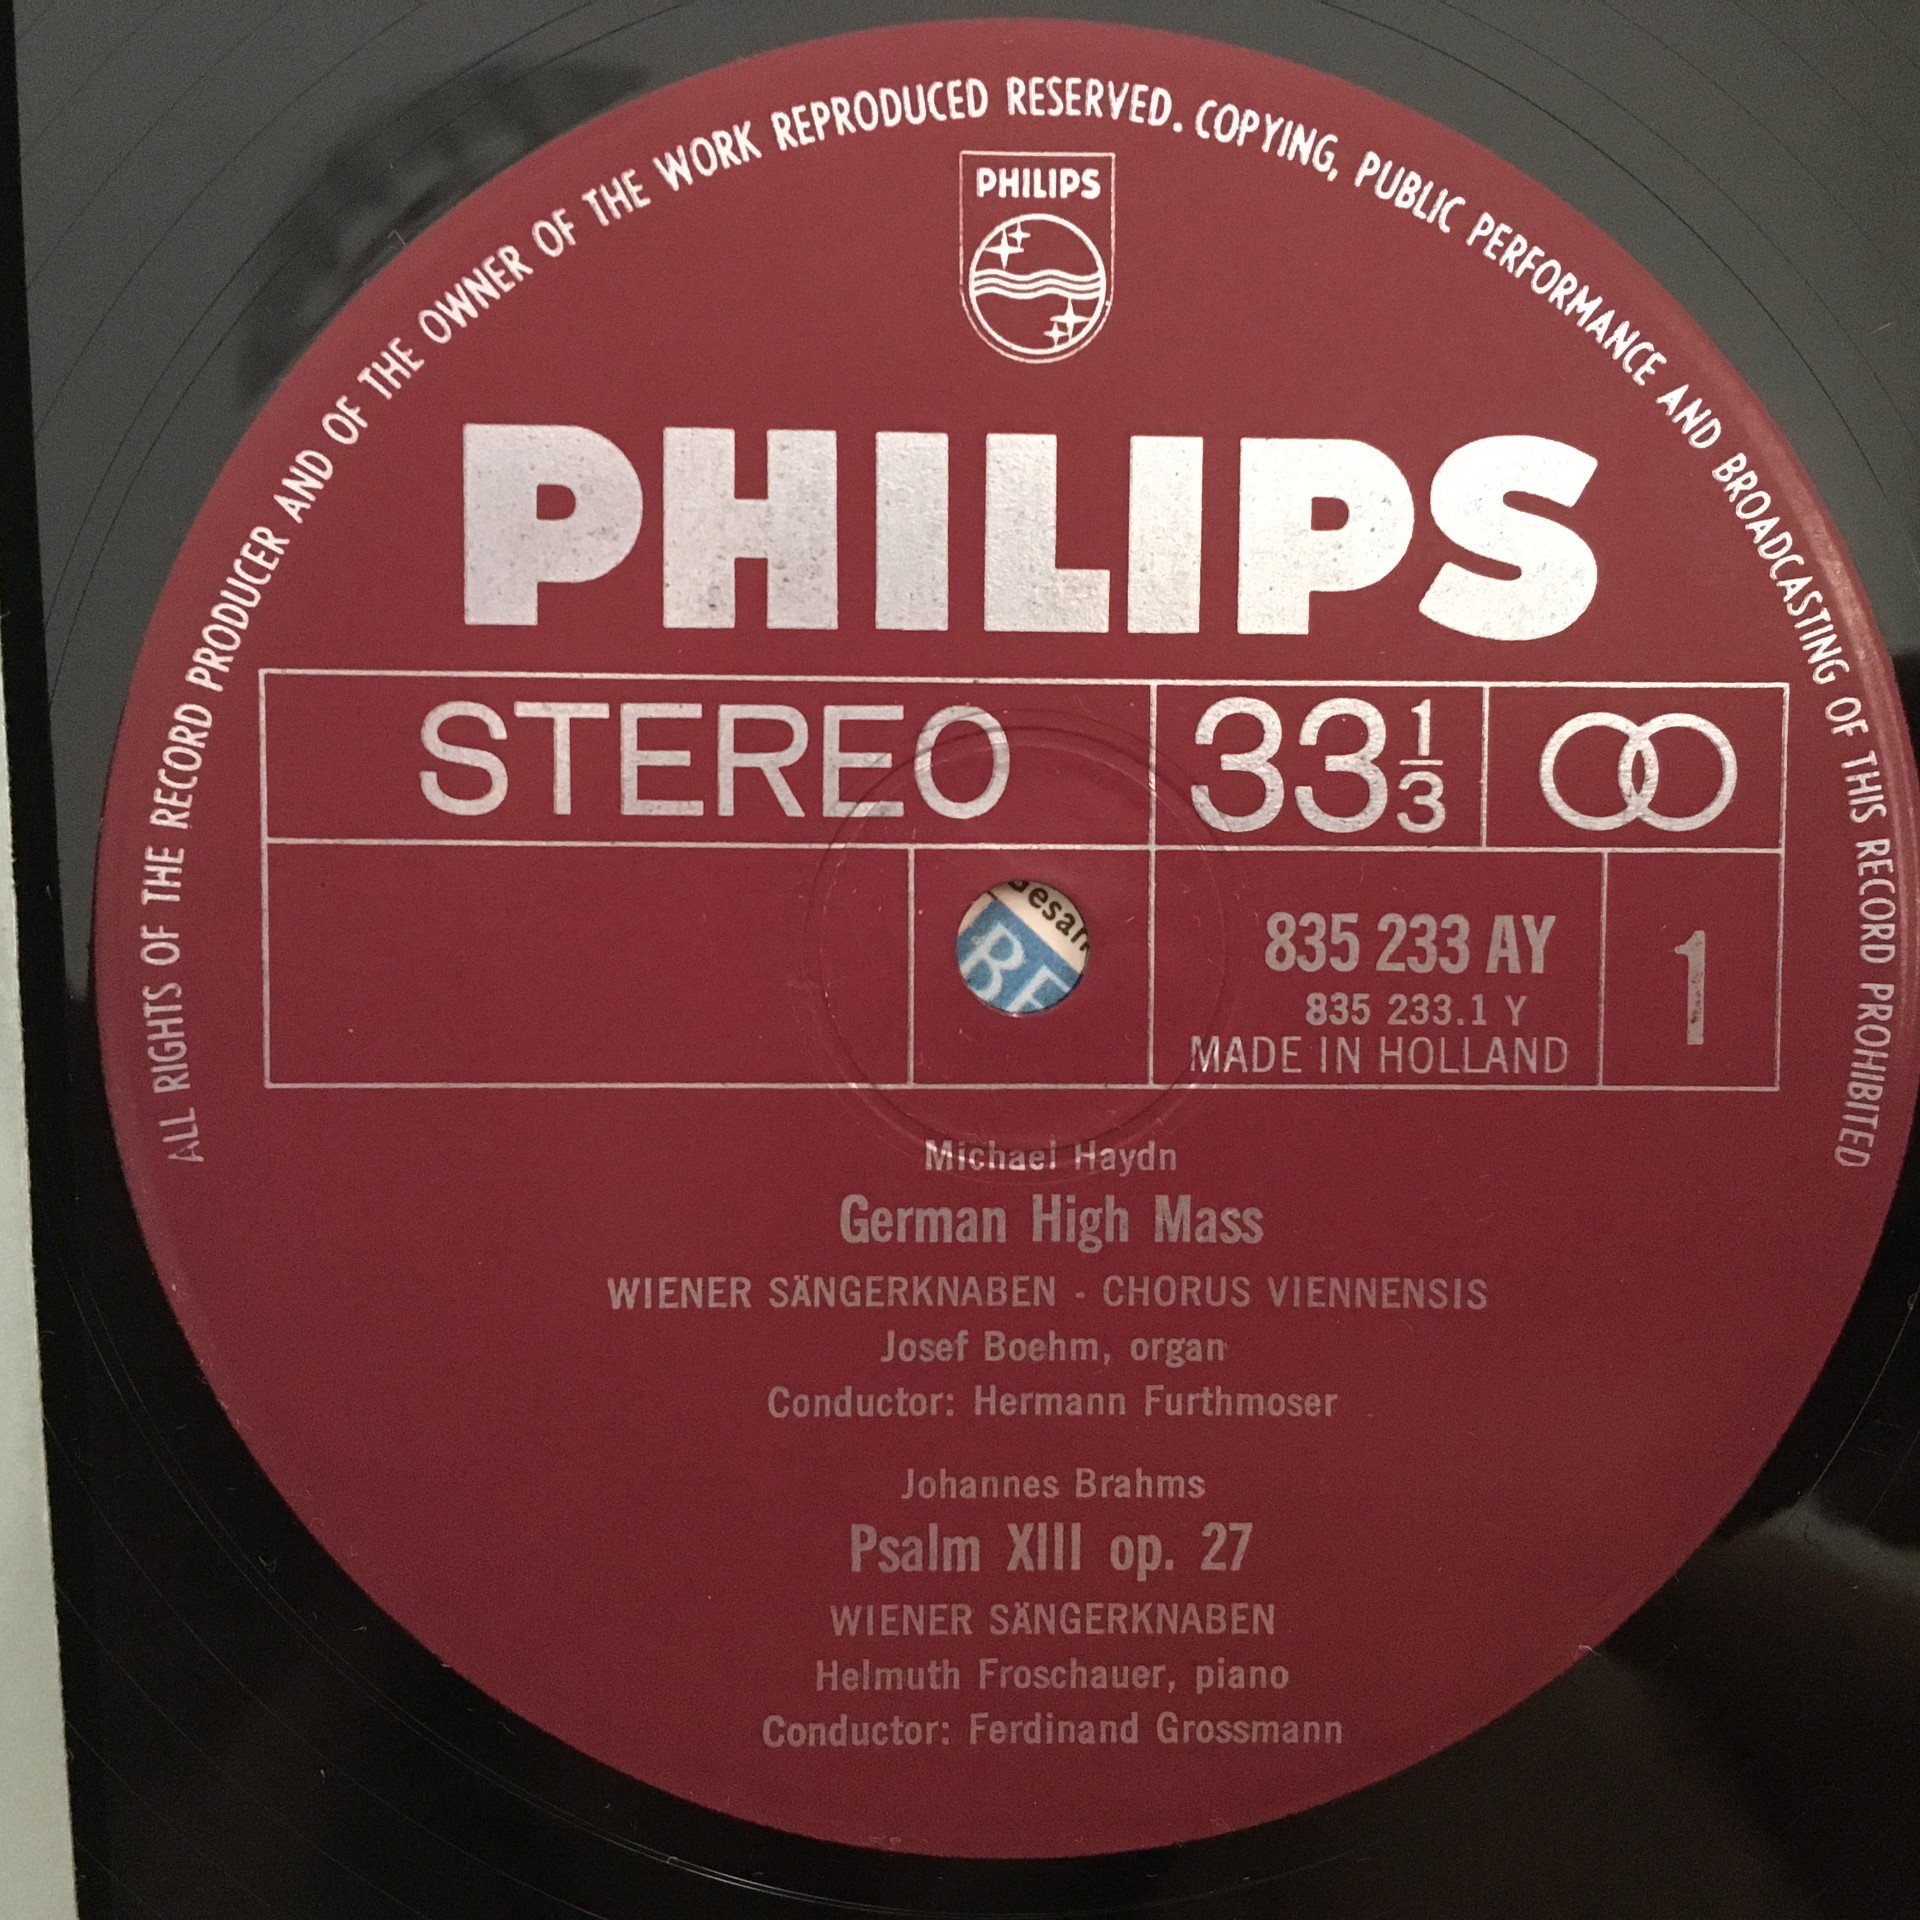 ALL RIGHTS OF THE RECORD PRODUCER AND OF THE OWNER OF THE WORK REPRODUCED RESERVED. COPYING, PUBLIC PERFORMANCE AND BROADCASTING OF THIS RECORD PROHIBITED
PHILIPS
PHILIPS
STEREO 33 1/3
835 233 AY
835 233.1 Y
MADE IN HOLLAND
1
Michael Haydn
German High Mass
WIENER SÄNGERKNABEN - CHORUS VIENNENSIS
Josef Boehm, organ
Conductor: Hermann Furthmoser
Johannes Brahms
Psalm XIII op. 27
WIENER SÄNGERKNABEN
Helmuth Froschauer, piano
Conductor: Ferdinand Grossmann